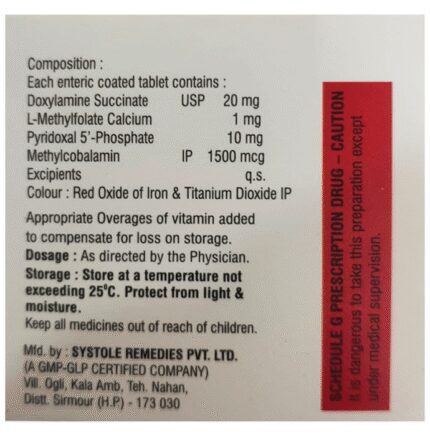 Composition :
Each enteric coated tablet contains :
Doxylamine Succinate USP 20 mg
L-Methylfolate Calcium 1 mg
Pyridoxal 5'-Phosphate 10 mg
Methylcobalamin IP 1500 mcg
Excipients q.s.
Colour : Red Oxide of Iron & Titanium Dioxide IP
Appropriate Overages of vitamin added
to compensate for loss on storage.
Dosage : As directed by the Physician.
Storage : Store at a temperature not
exceeding 25°C. Protect from light &
moisture.
Keep all medicines out of reach of children.
Mfd. by : SYSTOLE REMEDIES PVT. LTD.
(A GMP-GLP CERTIFIED COMPANY)
Vill. Ogli, Kala Amb, Teh. Nahan,
Distt. Sirmour (H.P.) - 173 030
SCHEDULE G PRESCRIPTION DRUG – CAUTION
It is dangerous to take this preparation except
under medical supervision.